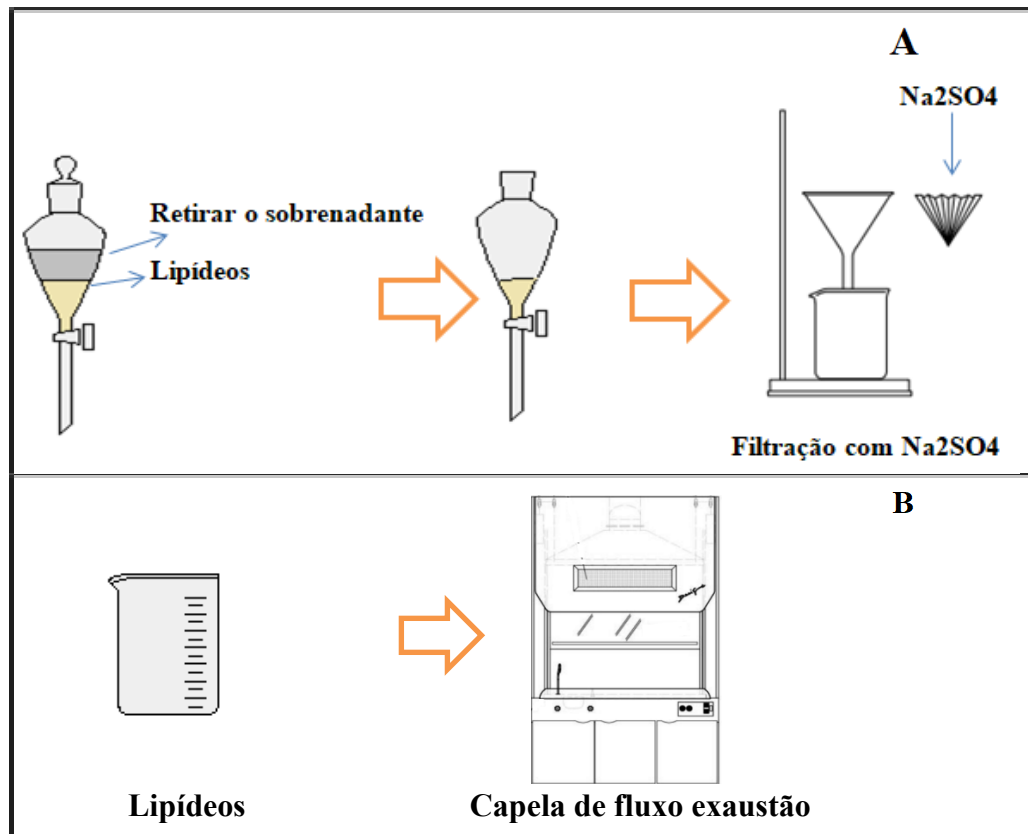 A
Na2SO4
Retirar o sobrenadante
Lipídeos
Filtração com Na2SO4
B
Lipídeos
Capela de fluxo exaustão